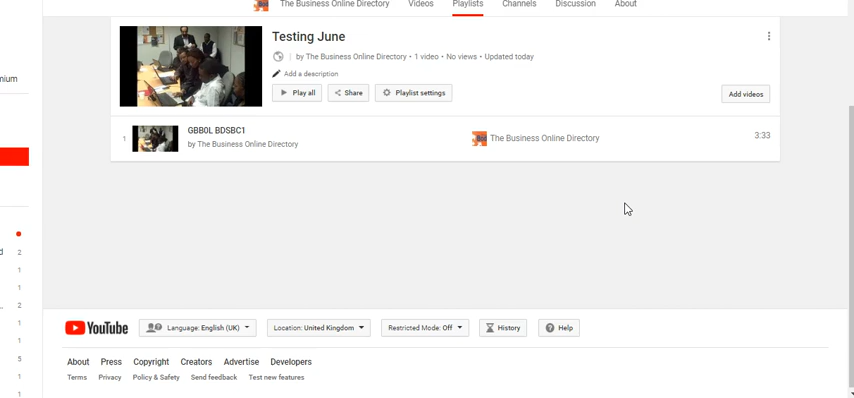 The Business Online Directory Videos Playlists Channels Discussion About
Testing June
by The Business Online Directory • 1 video • No views • Updated today
mium
Add a description
Play all Share Playlist settings Add videos
1 GBB0L BDSBC1
by The Business Online Directory
The Business Online Directory
3:33
d 2
1
1
... 2
1
1
5
1
1
YouTube Language: English (UK) Location: United Kingdom Restricted Mode: Off History Help
About Press Copyright Creators Advertise Developers
Terms Privacy Policy & Safety Send feedback Test new features